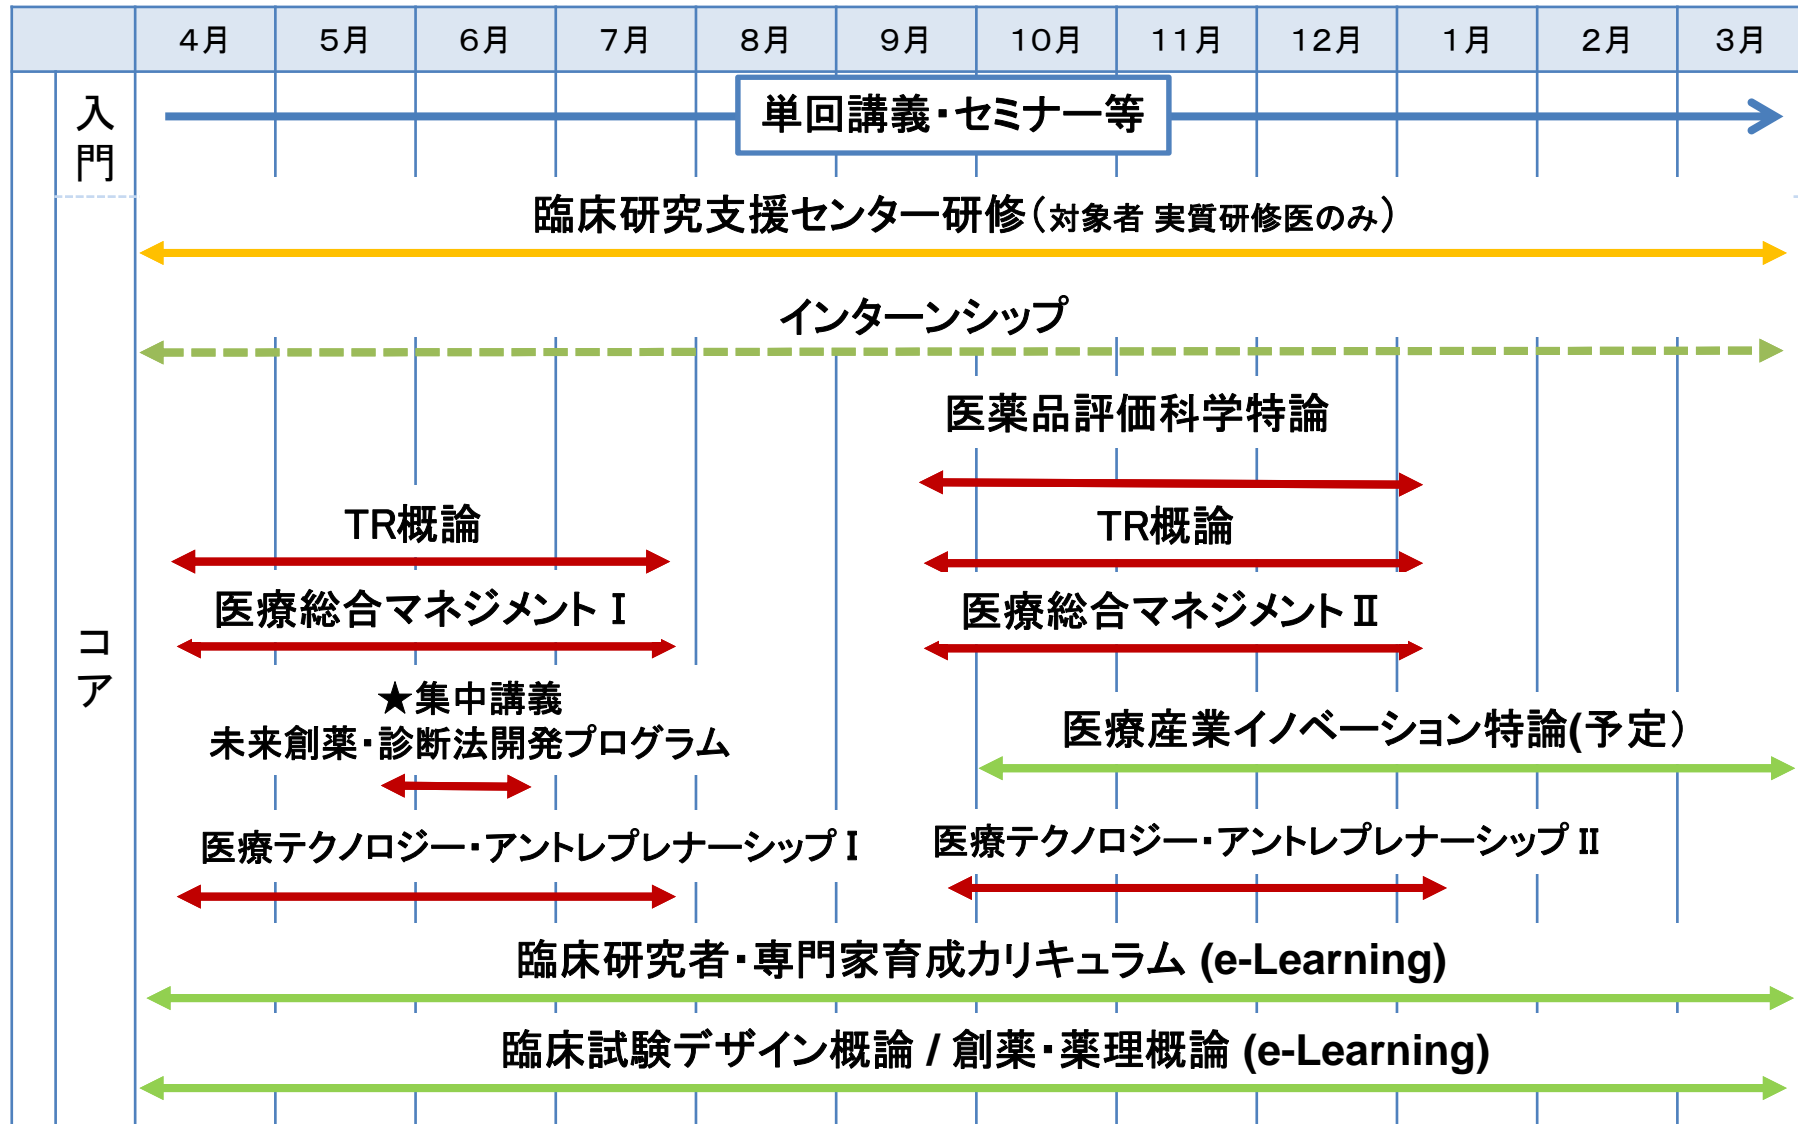 4月 5月 6月 7月 8月 9月 10月 11月 12月 1月 2月 3月
入門
単回講義・セミナー等
コア
臨床研究支援センター研修（対象者 実質研修医のみ）
インターンシップ
医薬品評価科学特論
TR概論 TR概論
医療総合マネジメントⅠ 医療総合マネジメントⅡ
★集中講義
未来創薬・診断法開発プログラム
医療産業イノベーション特論(予定）
医療テクノロジー・アントレプレナーシップⅠ 医療テクノロジー・アントレプレナーシップⅡ
臨床研究者・専門家育成カリキュラム (e-Learning)
臨床試験デザイン概論 / 創薬・薬理概論 (e-Learning)